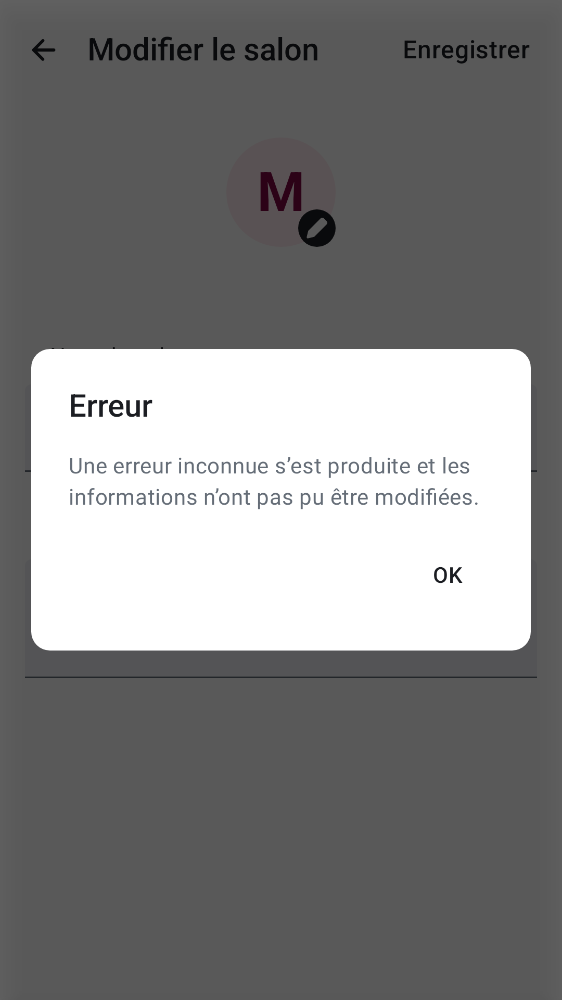 Modifier le salon
Enregistrer
M
Erreur
Une erreur inconnue s’est produite et les
informations n’ont pas pu être modifiées.
OK